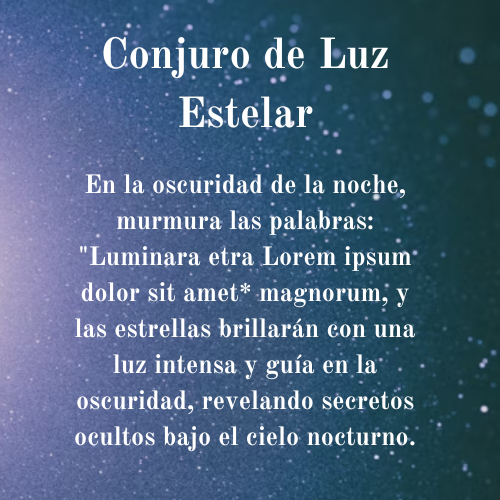 Conjuro de Luz
Estelar
En la oscuridad de la noche,
murmura las palabras:
"Luminara etra Lorem ipsum
dolor sit amet* magnorum, y
las estrellas brillarán con una
luz intensa y guía en la
oscuridad, revelando secretos
ocultos bajo el cielo nocturno.